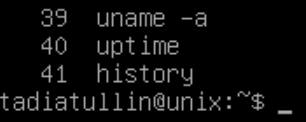 39 uname -a
40 uptime
41 history
tadiatullin@unix:~$ _